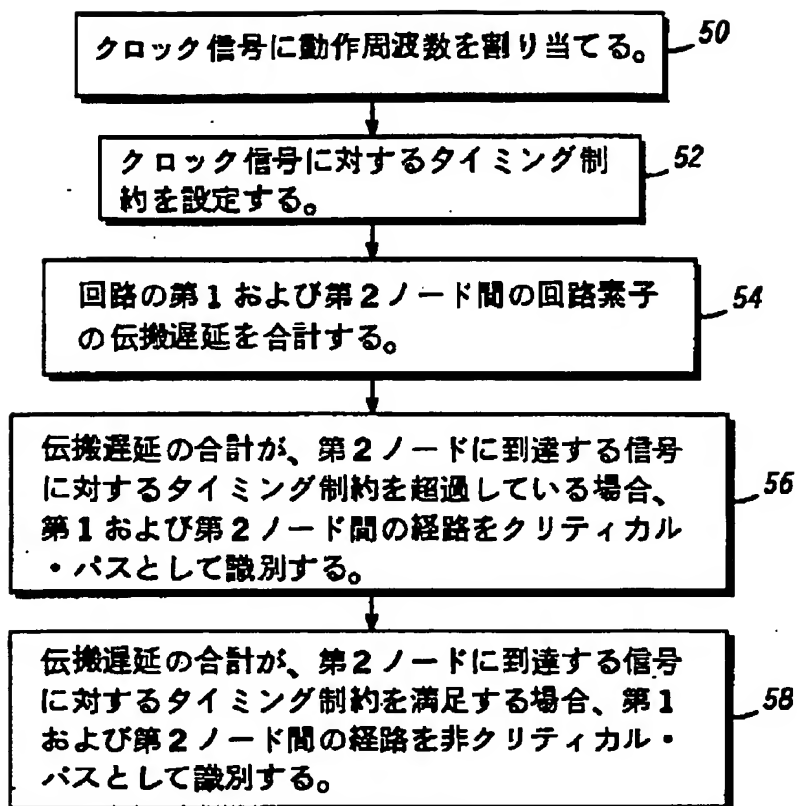 クロック信号に動作周波数を割り当てる。
50
クロック信号に対するタイミング制
約を設定する。
52
回路の第1および第2ノード間の回路素子
の伝搬遅延を合計する。
54
伝搬遅延の合計が、第2ノードに到達する信号
に対するタイミング制約を超過している場合、
第1および第2ノード間の経路をクリティカル
・パスとして識別する。
56
伝搬遅延の合計が、第2ノードに到達する信号
に対するタイミング制約を満足する場合、第1
および第2ノード間の経路を非クリティカル・
パスとして識別する。
58